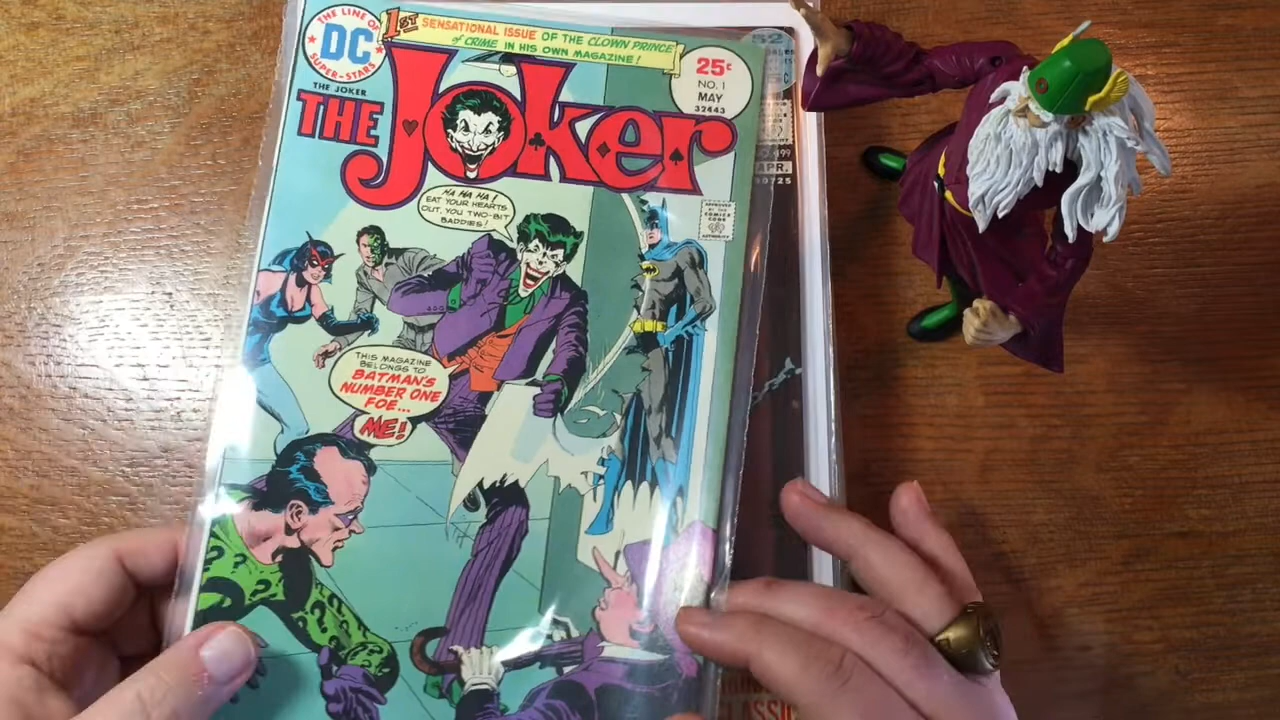 THE LINE OF
DC
SUPER-STARS
1ST SENSATIONAL ISSUE OF THE CLOWN PRINCE
of CRIME IN HIS OWN MAGAZINE!
25¢
NO. 1
MAY
32443
THE JOKER
THE JOKER
APPROVED
BY THE
COMICS
CODE
AUTHORITY
HA HA HA!
EAT YOUR HEARTS
OUT, YOU TWO-BIT
BADDIES!
THIS MAGAZINE
BELONGS TO
BATMAN'S
NUMBER ONE
FOE...
ME!
52
APR.